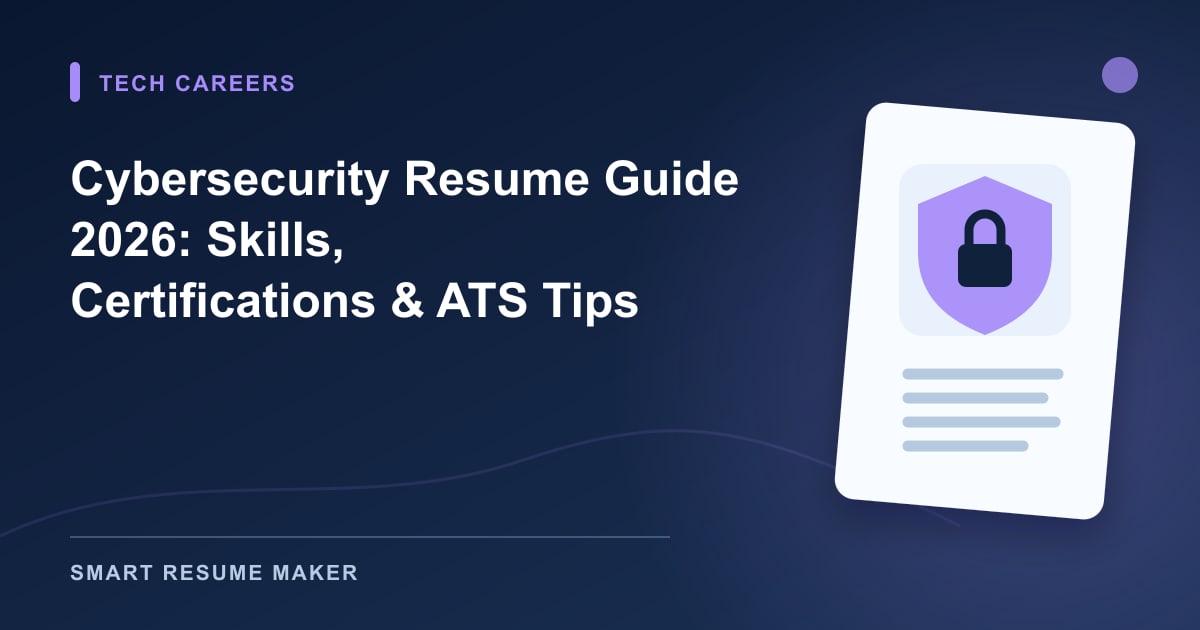 TECH CAREERS
Cybersecurity Resume Guide
2026: Skills,
Certifications & ATS Tips
SMART RESUME MAKER